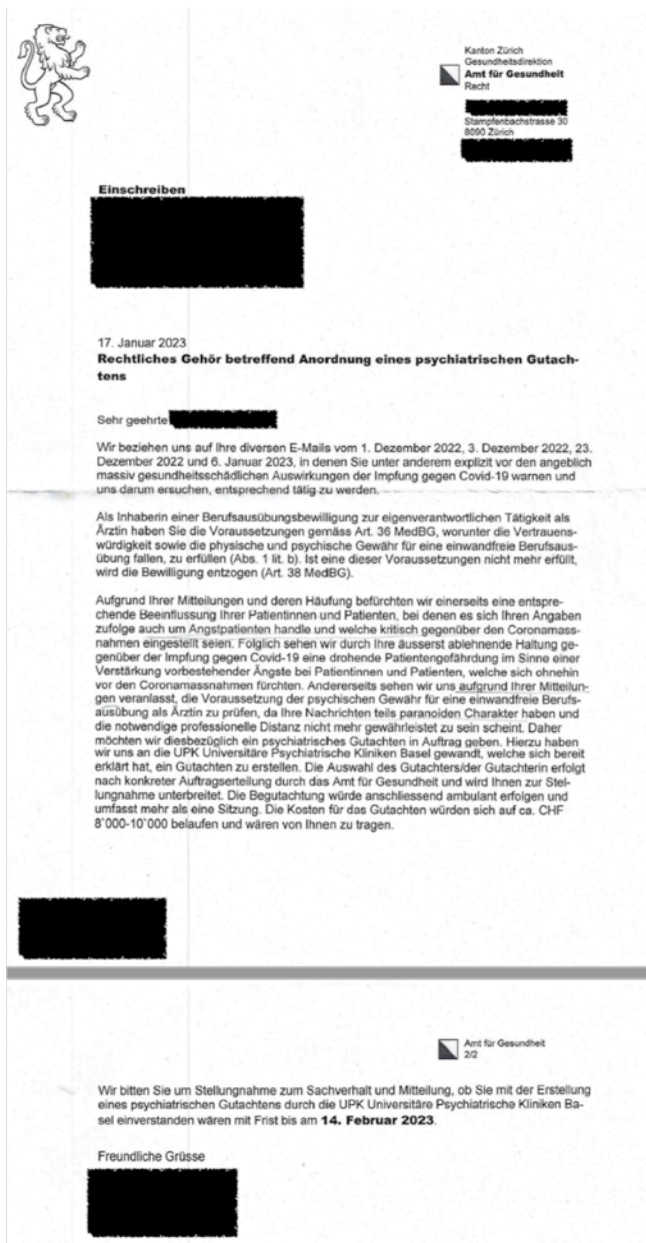 Kanton Zürich
Gesundheitsdirektion
Amt für Gesundheit
Recht
Stampfenbachstrasse 30
8090 Zürich
Einschreiben
17. Januar 2023
Rechtliches Gehör betreffend Anordnung eines psychiatrischen Gutach-
tens
Sehr geehrte
Wir beziehen uns auf Ihre diversen E-Mails vom 1. Dezember 2022, 3. Dezember 2022, 23.
Dezember 2022 und 6. Januar 2023, in denen Sie unter anderem explizit vor den angeblich
massiv gesundheitsschädlichen Auswirkungen der Impfung gegen Covid-19 warnen und
uns darum ersuchen, entsprechend tätig zu werden.
Als Inhaberin einer Berufsausübungsbewilligung zur eigenverantwortlichen Tätigkeit als
Ärztin haben Sie die Voraussetzungen gemäss Art. 36 MedBG, worunter die Vertrauens-
würdigkeit sowie die physische und psychische Gewähr für eine einwandfreie Berufsaus-
übung fallen, zu erfüllen (Abs. 1 lit. b). Ist eine dieser Voraussetzungen nicht mehr erfüllt,
wird die Bewilligung entzogen (Art. 38 MedBG).
Aufgrund Ihrer Mitteilungen und deren Häufung befürchten wir einerseits eine entspre-
chende Beeinflussung Ihrer Patientinnen und Patienten, bei denen es sich Ihren Angaben
zufolge auch um Angstpatienten handle und welche kritisch gegenüber den Coronamass-
nahmen eingestellt seien. Folglich sehen wir durch Ihre äusserst ablehnende Haltung ge-
genüber der Impfung gegen Covid-19 eine drohende Patientengefährdung im Sinne einer
Verstärkung vorbestehender Ängste bei Patientinnen und Patienten, welche sich ohnehin
vor den Coronamassnahmen fürchten. Andererseits sehen wir uns aufgrund Ihrer Mitteilun-
gen veranlasst, die Voraussetzung der psychischen Gewähr für eine einwandfreie Berufs-
ausübung als Ärztin zu prüfen, da Ihre Nachrichten teils paranoiden Charakter haben und
die notwendige professionelle Distanz nicht mehr gewährleistet zu sein scheint. Daher
möchten wir diesbezüglich ein psychiatrisches Gutachten in Auftrag geben. Hierzu haben
wir uns an die UPK Universitäre Psychiatrische Kliniken Basel gewandt, welche sich bereit
erklärt hat, ein Gutachten zu erstellen. Die Auswahl des Gutachters/der Gutachterin erfolgt
nach konkreter Auftragserteilung durch das Amt für Gesundheit und wird Ihnen zur Stel-
lungnahme unterbreitet. Die Begutachtung würde anschliessend ambulant erfolgen und
umfasst mehr als eine Sitzung. Die Kosten für das Gutachten würden sich auf ca. CHF
8'000-10'000 belaufen und wären von Ihnen zu tragen.
Amt für Gesundheit
2/2
Wir bitten Sie um Stellungnahme zum Sachverhalt und Mitteilung, ob Sie mit der Erstellung
eines psychiatrischen Gutachtens durch die UPK Universitäre Psychiatrische Kliniken Ba-
sel einverstanden wären mit Frist bis am 14. Februar 2023.
Freundliche Grüsse